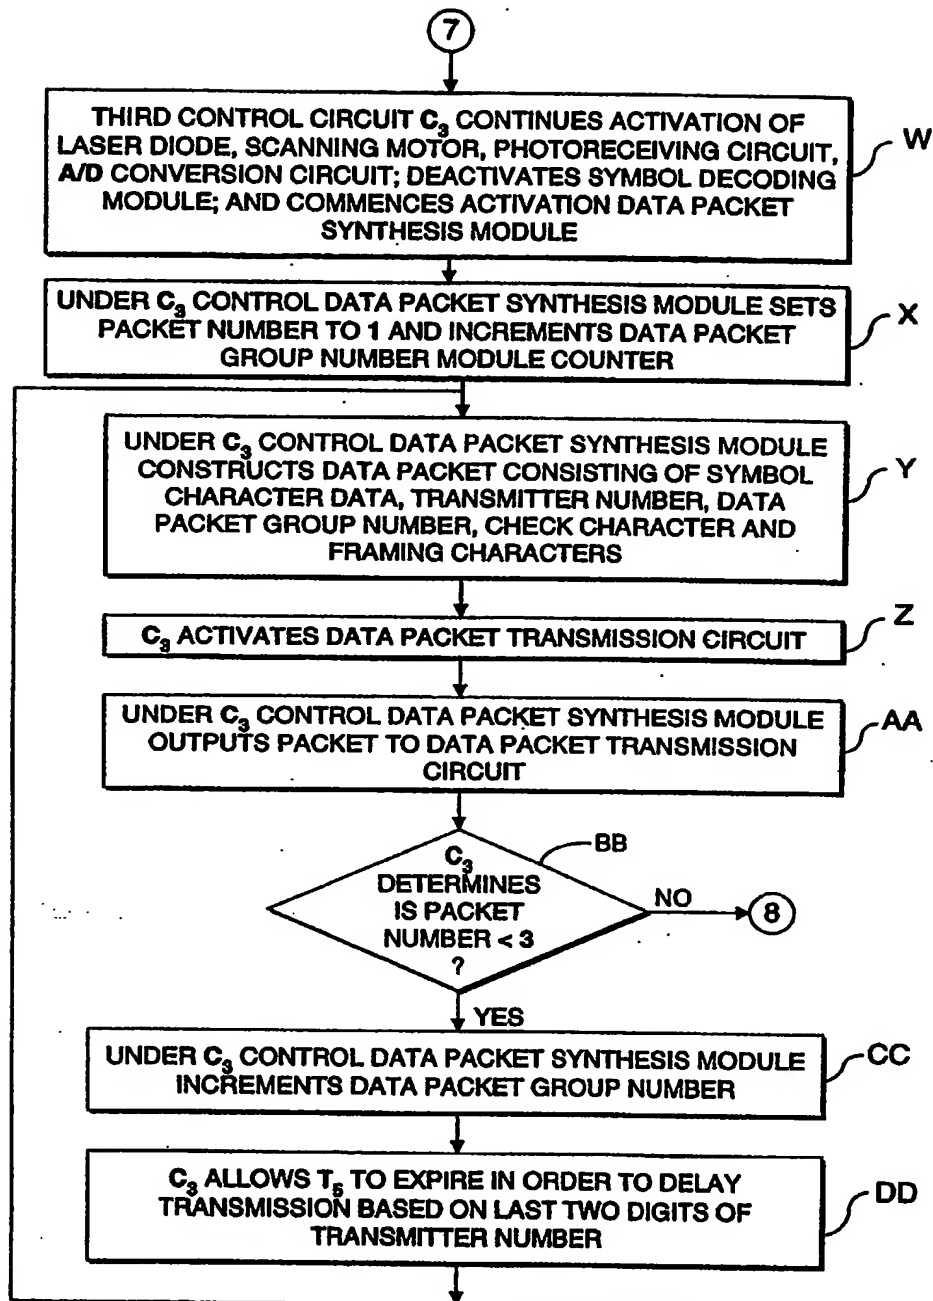 7
THIRD CONTROL CIRCUIT C₃ CONTINUES ACTIVATION OF
LASER DIODE, SCANNING MOTOR, PHOTORECEIVING CIRCUIT,
A/D CONVERSION CIRCUIT; DEACTIVATES SYMBOL DECODING
MODULE; AND COMMENCES ACTIVATION DATA PACKET
SYNTHESIS MODULE
W
UNDER C₃ CONTROL DATA PACKET SYNTHESIS MODULE SETS
PACKET NUMBER TO 1 AND INCREMENTS DATA PACKET
GROUP NUMBER MODULE COUNTER
X
UNDER C₃ CONTROL DATA PACKET SYNTHESIS MODULE
CONSTRUCTS DATA PACKET CONSISTING OF SYMBOL
CHARACTER DATA, TRANSMITTER NUMBER, DATA
PACKET GROUP NUMBER, CHECK CHARACTER AND
FRAMING CHARACTERS
Y
C₃ ACTIVATES DATA PACKET TRANSMISSION CIRCUIT
Z
UNDER C₃ CONTROL DATA PACKET SYNTHESIS MODULE
OUTPUTS PACKET TO DATA PACKET TRANSMISSION
CIRCUIT
AA
C₃
DETERMINES
IS PACKET
NUMBER < 3
?
BB
NO
8
YES
UNDER C₃ CONTROL DATA PACKET SYNTHESIS MODULE
INCREMENTS DATA PACKET GROUP NUMBER
CC
C₃ ALLOWS T₅ TO EXPIRE IN ORDER TO DELAY
TRANSMISSION BASED ON LAST TWO DIGITS OF
TRANSMITTER NUMBER
DD